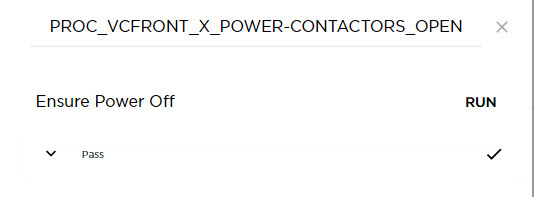 PROC_VCFRONT_X_POWER-CONTACTORS_OPEN
Ensure Power Off RUN
Pass